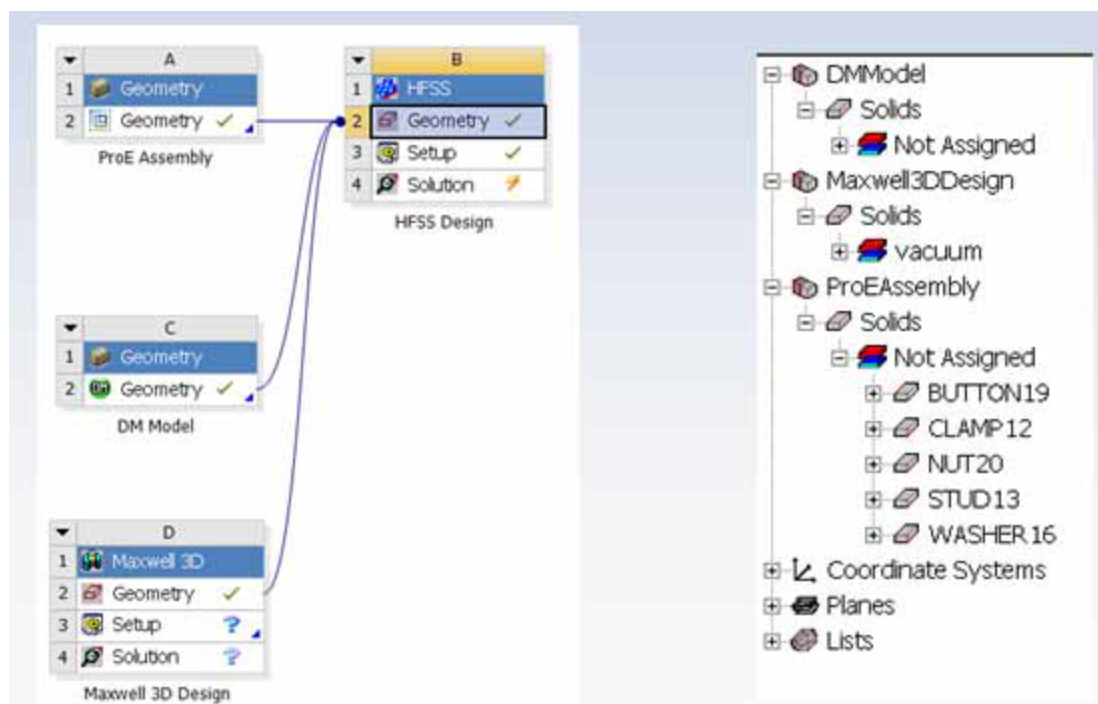 A
1 Geometry
2 Geometry
ProE Assembly
B
1 HFSS
2 Geometry
3 Setup
4 Solution
HFSS Design
C
1 Geometry
2 Geometry
DM Model
D
1 Maxwell 3D
2 Geometry
3 Setup ?
4 Solution ?
Maxwell 3D Design
DMModel
Solids
Not Assigned
Maxwell3DDesign
Solids
vacuum
ProEAssembly
Solids
Not Assigned
BUTTON19
CLAMP12
NUT20
STUD13
WASHER16
Coordinate Systems
Planes
Lists